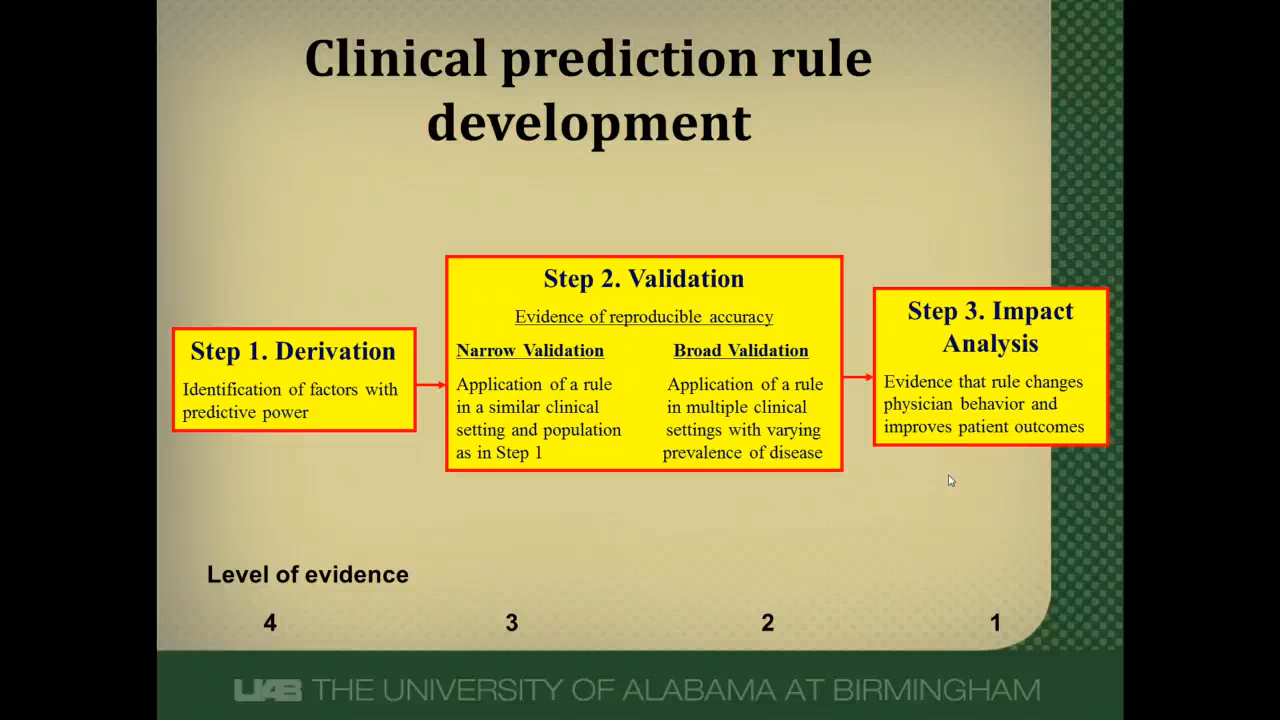 Clinical prediction rule
development
Step 1. Derivation
Identification of factors with
predictive power
Step 2. Validation
Evidence of reproducible accuracy
Narrow Validation
Application of a rule
in a similar clinical
setting and population
as in Step 1
Broad Validation
Application of a rule
in multiple clinical
settings with varying
prevalence of disease
Step 3. Impact
Analysis
Evidence that rule changes
physician behavior and
improves patient outcomes
Level of evidence
4 3 2 1
UAB THE UNIVERSITY OF ALABAMA AT BIRMINGHAM